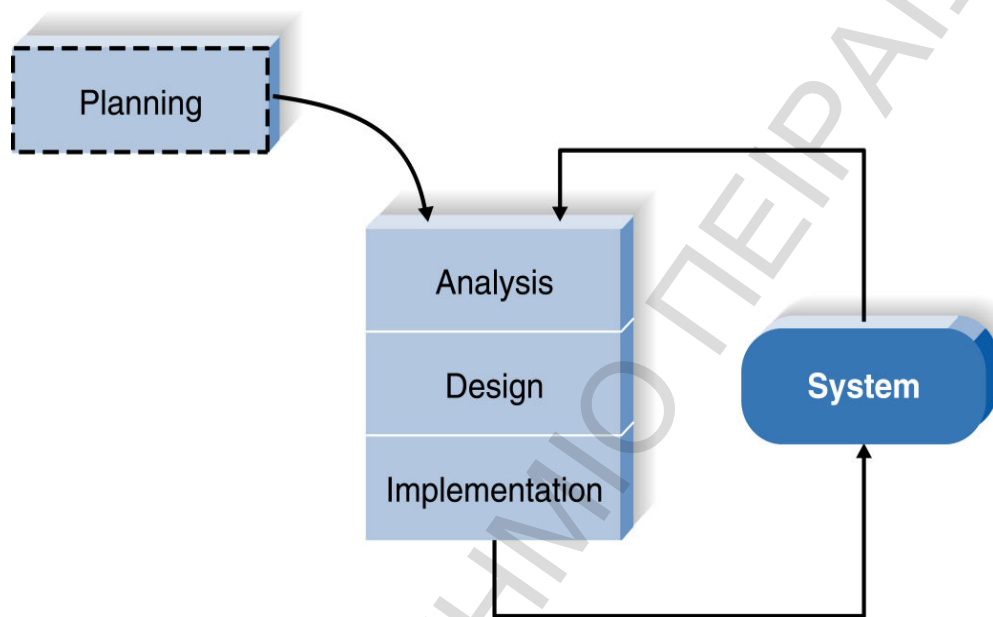 Planning
Analysis
Design
Implementation
System